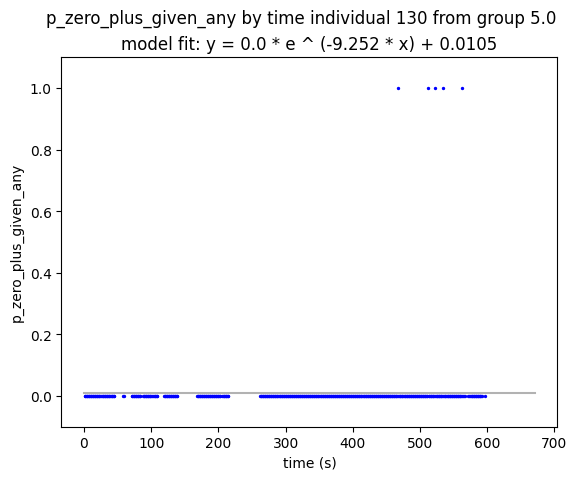 p_zero_plus_given_any by time individual 130 from group 5.0
model fit: y = 0.0 * e ^ (-9.252 * x) + 0.0105
1.0
0.8
0.6
0.4
0.2
0.0
p_zero_plus_given_any
0 100 200 300 400 500 600 700
time (s)